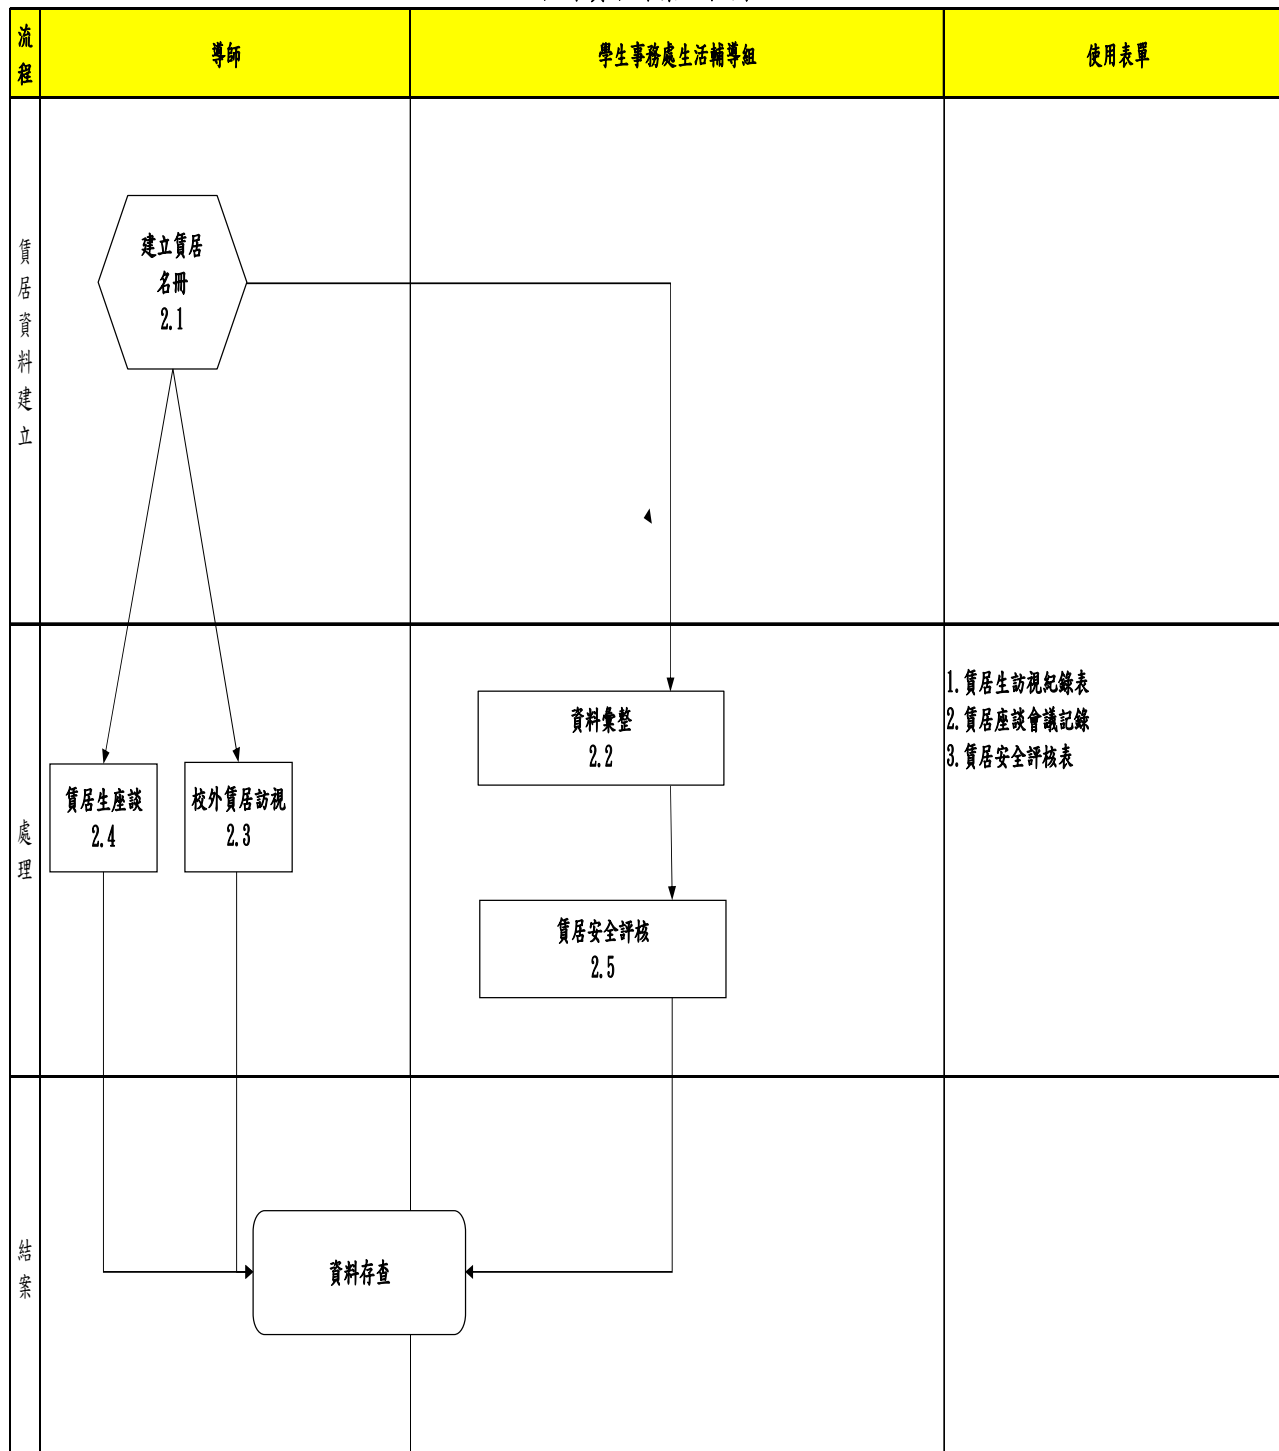 流程
導師
學生事務處生活輔導組
使用表單
賃居資料建立
建立賃居
名冊
2.1
處理
資料彙整
2.2
1.賃居生訪視紀錄表
2.賃居座談會議記錄
3.賃居安全評核表
賃居生座談
2.4
校外賃居訪視
2.3
賃居安全評核
2.5
結案
資料存查